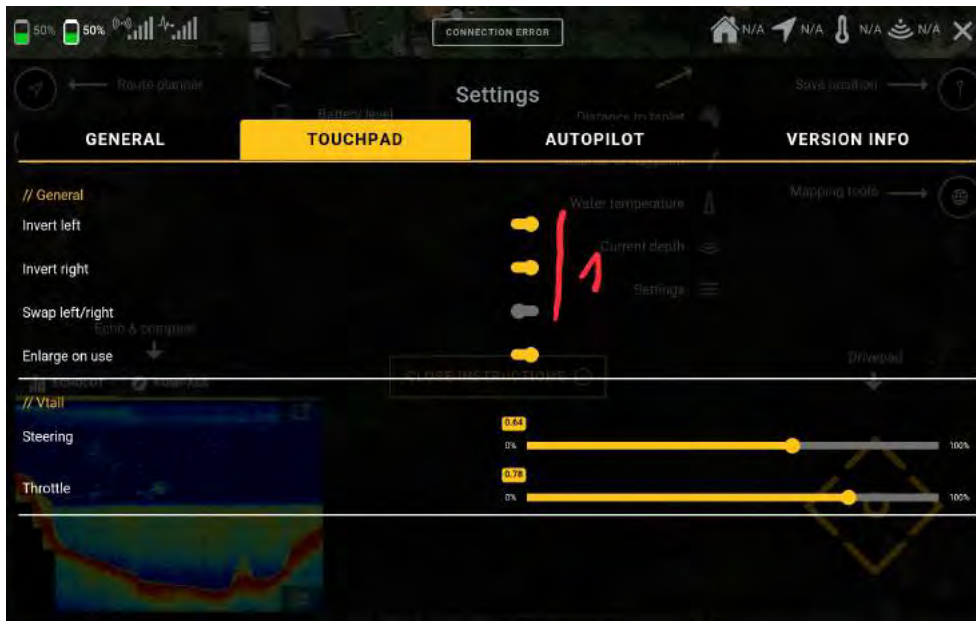 50% 50% CONNECTION ERROR N/A N/A N/A N/A
Route planner Save position
Settings
Battery level Distance to tablet
GENERAL TOUCHPAD AUTOPILOT VERSION INFO
// General
Water temperature Mapping tools
Invert left
Current depth
Invert right
1
Settings
Swap left/right
Echo & compass
Enlarge on use
Drivepad
CLOSE INSTRUCTIONS
// Vtail
Steering
0.64
0% 100%
Throttle
0.78
0% 100%